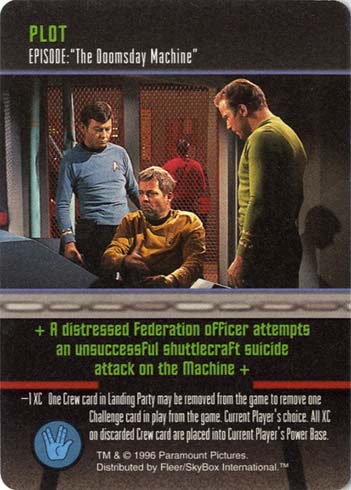 PLOT
EPISODE: "The Doomsday Machine"
+ A distressed Federation officer attempts
an unsuccessful shuttlecraft suicide
attack on the Machine +
–1 XC One Crew card in Landing Party may be removed from the game to remove one
Challenge card in play from the game. Current Player's choice. All XC
on discarded Crew card are placed into Current Player's Power Base.
TM & © 1996 Paramount Pictures.
Distributed by Fleer/SkyBox International.™